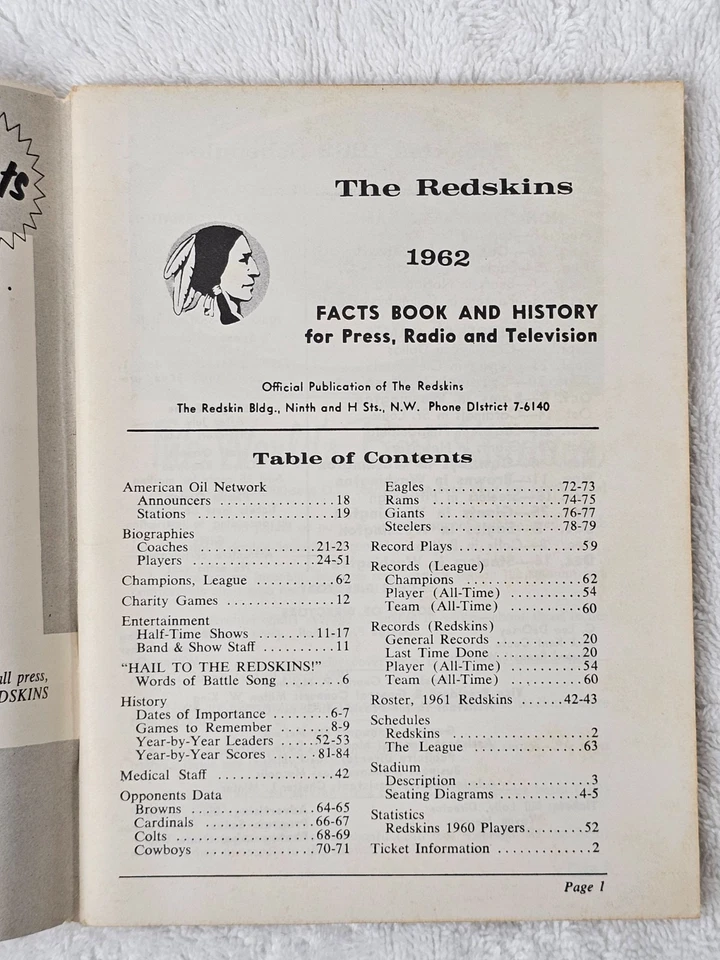 ts
all press,
DSKINS
The Redskins
1962
FACTS BOOK AND HISTORY
for Press, Radio and Television
Official Publication of The Redskins
The Redskin Bldg., Ninth and H Sts., N.W. Phone DIstrict 7-6140
Table of Contents
American Oil Network
Announcers ................18
Stations ....................19
Biographies
Coaches .................21-23
Players ..................24-51
Champions, League ...........62
Charity Games ...............12
Entertainment
Half-Time Shows ........11-17
Band & Show Staff ..........11
"HAIL TO THE REDSKINS!"
Words of Battle Song ........6
History
Dates of Importance ........6-7
Games to Remember .......8-9
Year-by-Year Leaders .....52-53
Year-by-Year Scores ......81-84
Medical Staff .................42
Opponents Data
Browns ..................64-65
Cardinals ................66-67
Colts ....................68-69
Cowboys ................70-71
Eagles ...................72-73
Rams ....................74-75
Giants ...................76-77
Steelers ..................78-79
Record Plays .................59
Records (League)
Champions .................62
Player (All-Time) ..........54
Team (All-Time) ..........60
Records (Redskins)
General Records ............20
Last Time Done ............20
Player (All-Time) ..........54
Team (All-Time) ..........60
Roster, 1961 Redskins ......42-43
Schedules
Redskins ....................2
The League ................63
Stadium
Description .................3
Seating Diagrams ..........4-5
Statistics
Redskins 1960 Players........52
Ticket Information ............2
Page 1